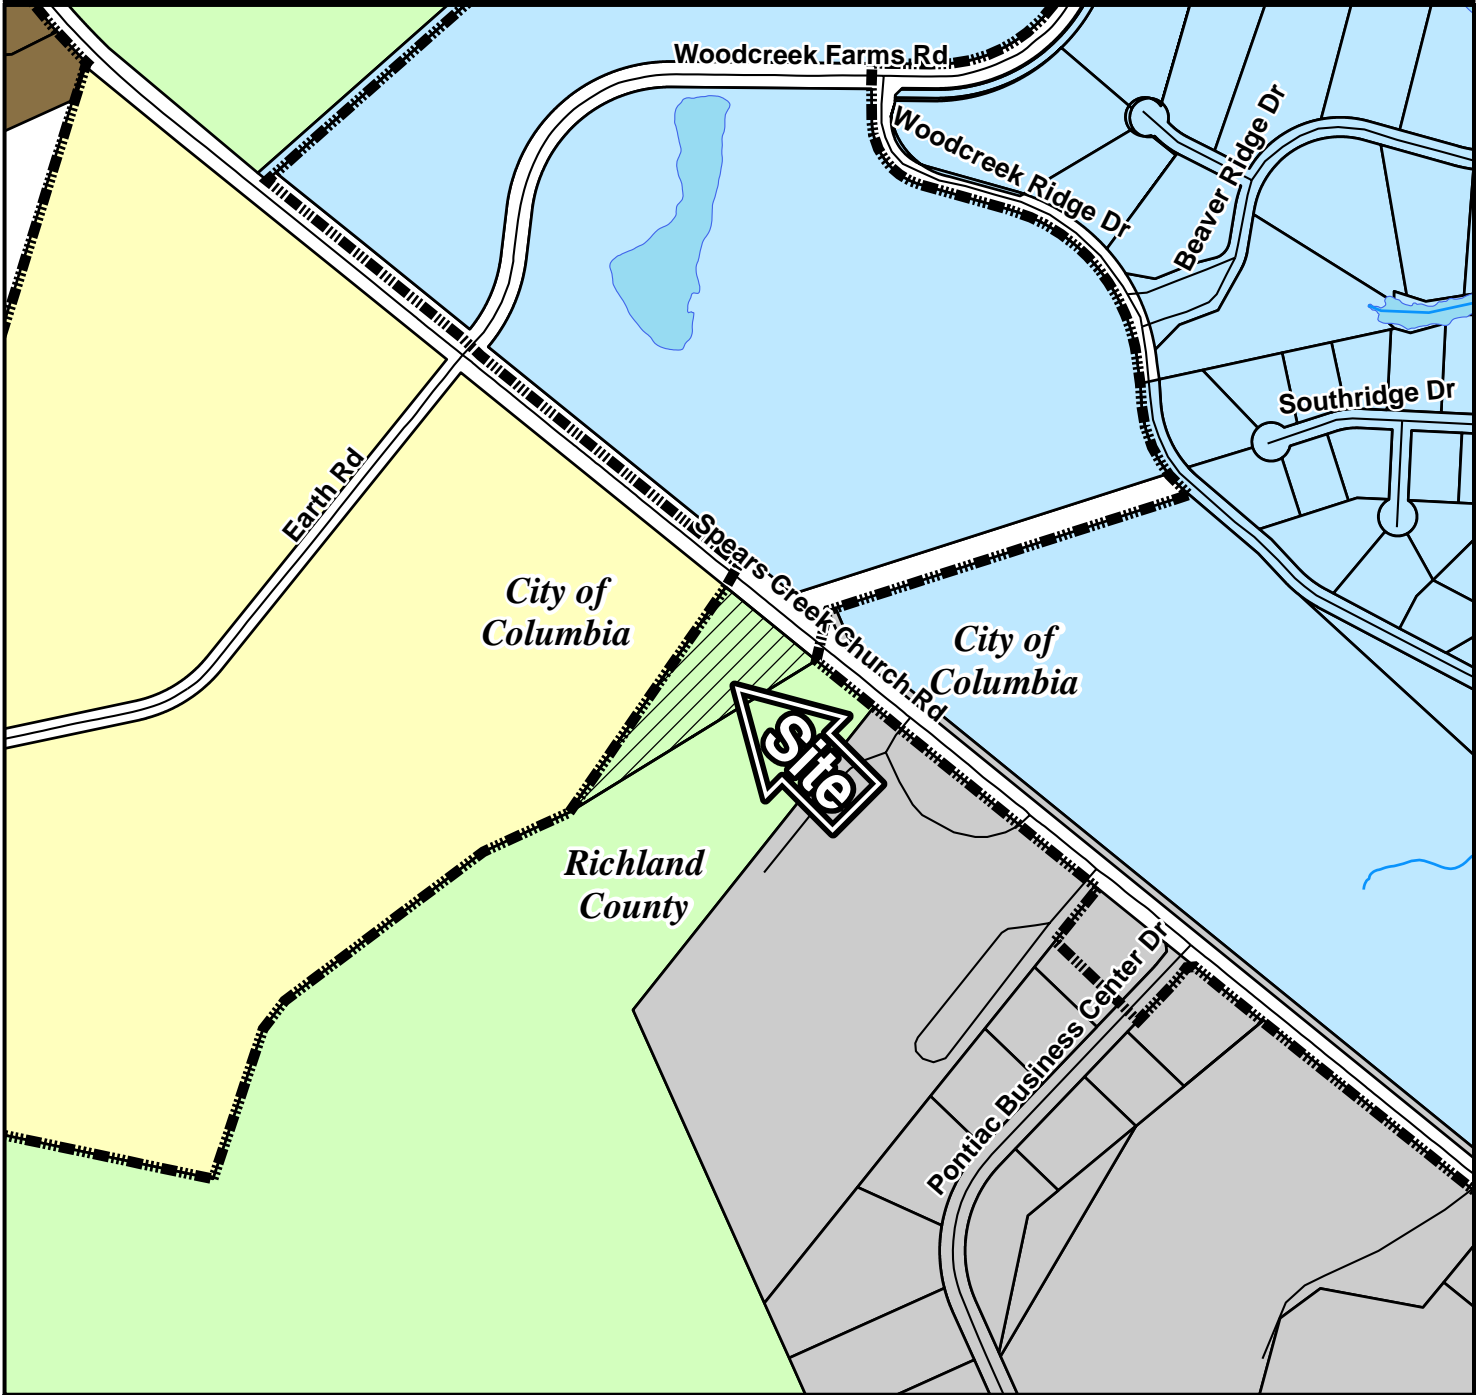 Woodcreek Farms Rd
Woodcreek Ridge Dr
Beaver Ridge Dr
Southridge Dr
Earth Rd
Spears Creek Church Rd
City of
Columbia
City of
Columbia
Site
Richland
County
Pontiac Business Center Dr